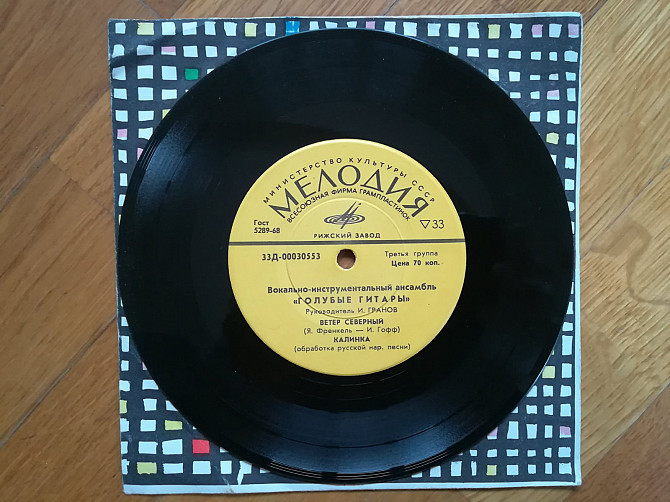 МИНИСТЕРСТВО КУЛЬТУРЫ СССР
МЕЛОДИЯ
ВСЕСОЮЗНАЯ ФИРМА ГРАМПЛАСТИНОК
Гост
5289-68
▽33
РИЖСКИЙ ЗАВОД
33Д-00030553
Третья группа
Цена 70 коп.
Вокально-инструментальный ансамбль
«ГОЛУБЫЕ ГИТАРЫ»
Руководитель И. ГРАНОВ
ВЕТЕР СЕВЕРНЫЙ
(Я. Френкель — И. Гофф)
КАЛИНКА
(обработка русской нар. песни)